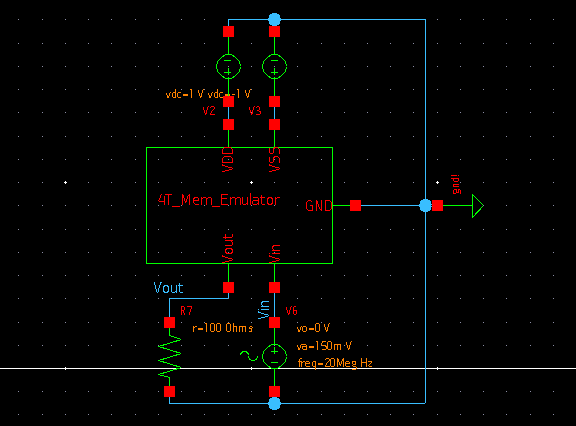 vdc=1 V vdc=-1 V
V2 V3
VDD VSS
4T_Mem_Emulator
GND
gnd!
Vout Vin
Vout
Vin
R7
r=100 Ohms
V6
vo=0 V
va=150m V
freq=20Meg Hz